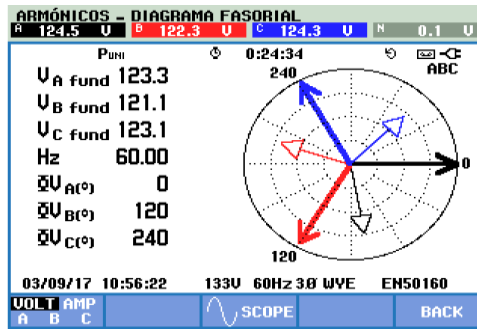 ARMÓNICOS – DIAGRAMA FASORIAL
A 124.5 V B 122.3 V C 124.3 V N 0.1 V
PUNI 0:24:34
ABC
VA fund 123.3
VB fund 121.1
VC fund 123.1
Hz 60.00
ΦVA(°) 0
ΦVB(°) 120
ΦVC(°) 240
240
0
120
03/09/17 10:56:22 133V 60Hz 3Ø WYE EN50160
VOLT AMP
A B C
SCOPE
BACK